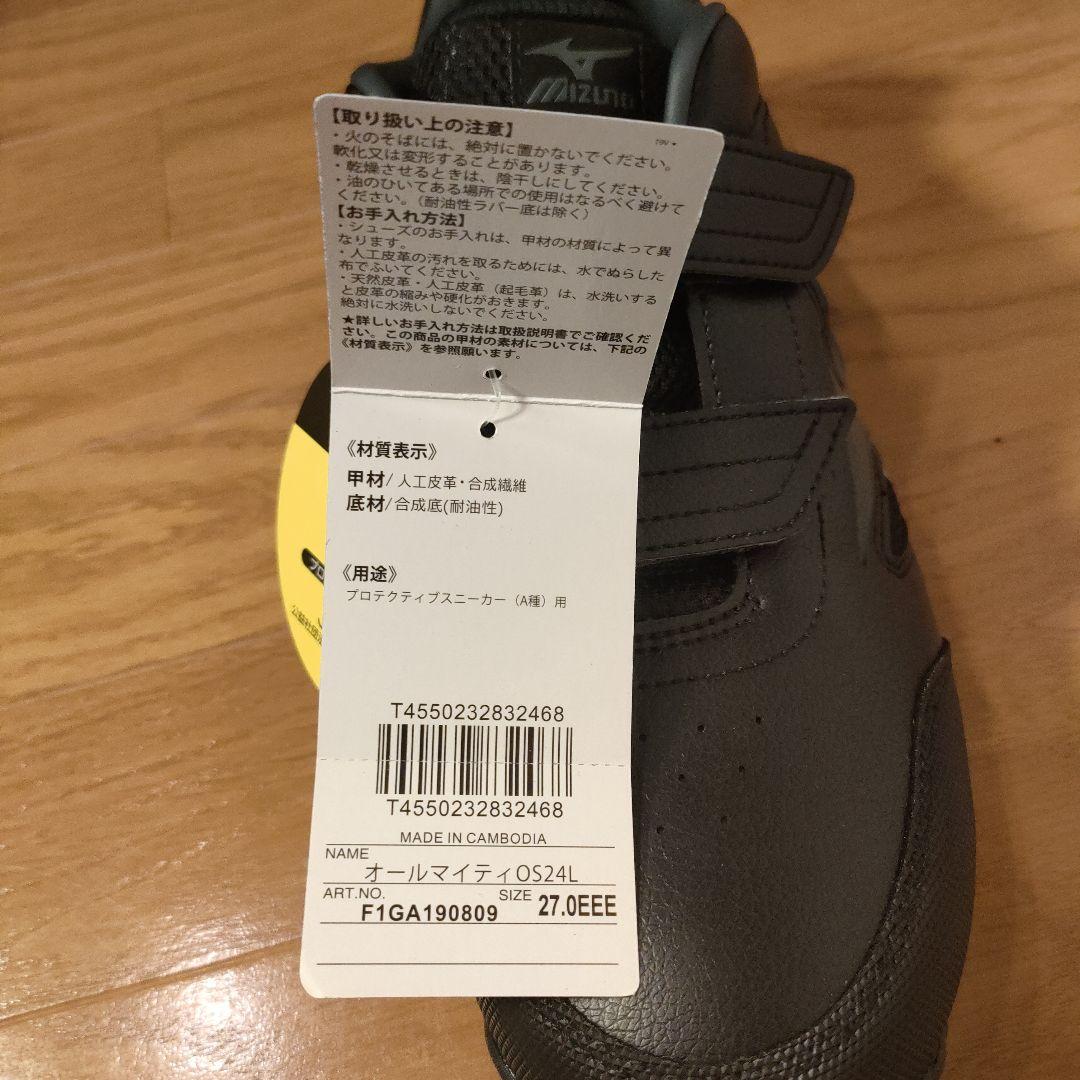 MIZUNO
【取り扱い上の注意】
・火のそばには、絶対に置かないでください。
軟化又は変形することがあります。
・乾燥させるときは、陰干しにしてください。
・油のひいてある場所での使用はなるべく避けて
ください。（耐油性ラバー底は除く）
【お手入れ方法】
・シューズのお手入れは、甲材の材質によって異
なります。
・人工皮革の汚れを取るためには、水でぬらした
布でふいてください。
・天然皮革・人工皮革（起毛革）は、水洗いする
と皮革の縮みや硬化がおきます。
絶対に水洗いしないでください。
★詳しいお手入れ方法は取扱説明書でご確認くだ
さい。この商品の甲材の素材については、下記の
《材質表示》を参照願います。
《材質表示》
甲材/人工皮革・合成繊維
底材/合成底(耐油性)
《用途》
プロテクティブスニーカー（A種）用
T4550232832468
T4550232832468
MADE IN CAMBODIA
NAME
オールマイティOS24L
ART.NO.
F1GA190809
SIZE
27.0EEE